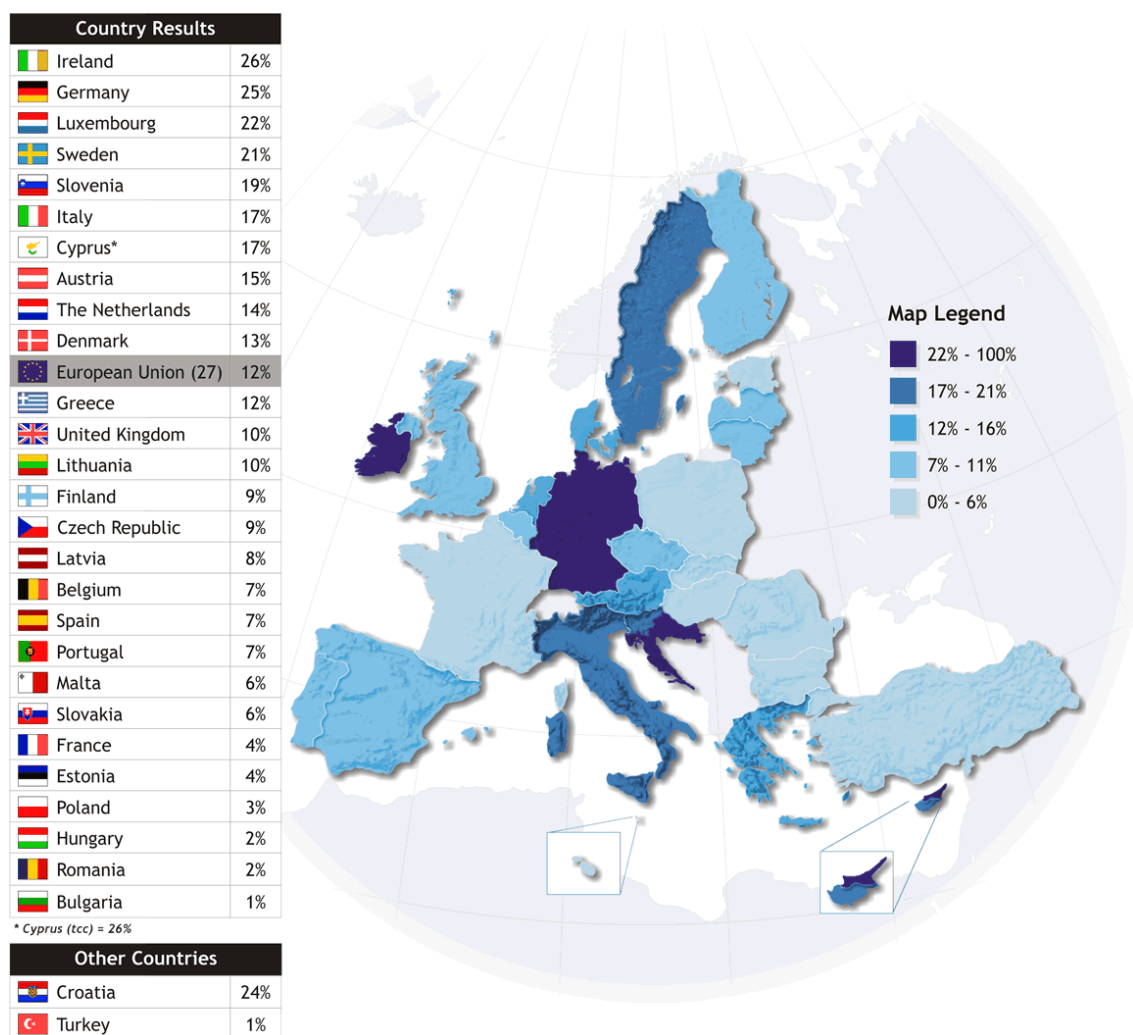 Country Results
Ireland 26%
Germany 25%
Luxembourg 22%
Sweden 21%
Slovenia 19%
Italy 17%
Cyprus* 17%
Austria 15%
The Netherlands 14%
Denmark 13%
European Union (27) 12%
Greece 12%
United Kingdom 10%
Lithuania 10%
Finland 9%
Czech Republic 9%
Latvia 8%
Belgium 7%
Spain 7%
Portugal 7%
Malta 6%
Slovakia 6%
France 4%
Estonia 4%
Poland 3%
Hungary 2%
Romania 2%
Bulgaria 1%
* Cyprus (tcc) = 26%
Other Countries
Croatia 24%
Turkey 1%
Map Legend
22% - 100%
17% - 21%
12% - 16%
7% - 11%
0% - 6%